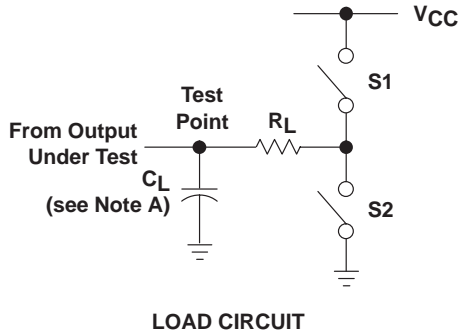 VCC
S1
Test
Point
RL
From Output
Under Test
CL
(see Note A)
S2
LOAD CIRCUIT